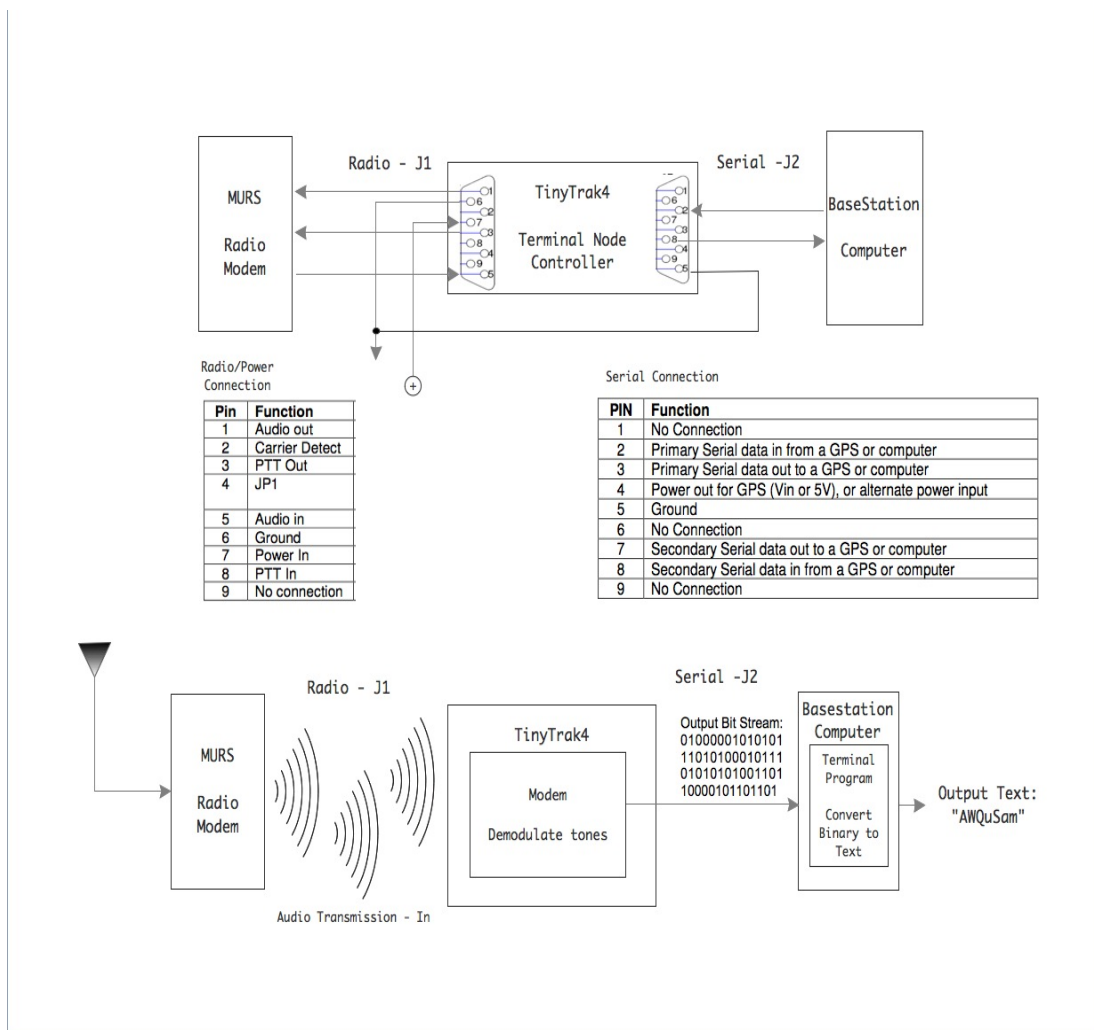 Radio - J1
Serial -J2
MURS
Radio
Modem
1
6
2
7
3
8
4
9
5
TinyTrak4
Terminal Node
Controller
1
6
2
7
3
8
4
9
5
BaseStation
Computer
+
Radio/Power
Connection
Pin Function
1 Audio out
2 Carrier Detect
3 PTT Out
4 JP1
5 Audio in
6 Ground
7 Power In
8 PTT In
9 No connection
Serial Connection
PIN Function
1 No Connection
2 Primary Serial data in from a GPS or computer
3 Primary Serial data out to a GPS or computer
4 Power out for GPS (Vin or 5V), or alternate power input
5 Ground
6 No Connection
7 Secondary Serial data out to a GPS or computer
8 Secondary Serial data in from a GPS or computer
9 No Connection
Radio - J1
Serial -J2
MURS
Radio
Modem
Audio Transmission - In
TinyTrak4
Modem
Demodulate tones
Output Bit Stream:
01000001010101
11010100010111
01010101001101
10000101101101
Basestation
Computer
Terminal
Program
Convert
Binary to
Text
Output Text:
"AWQuSam"